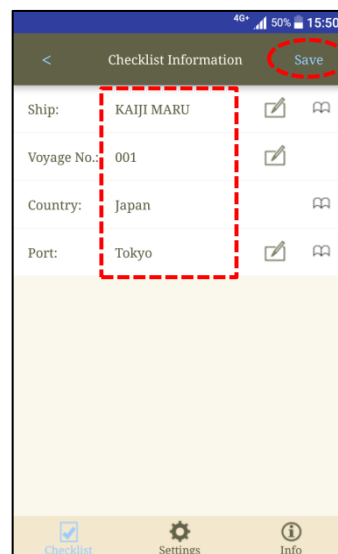 4G+ 50% 15:50
< Checklist Information Save
Ship: KAIJI MARU
Voyage No.: 001
Country: Japan
Port: Tokyo
Checklist Settings Info